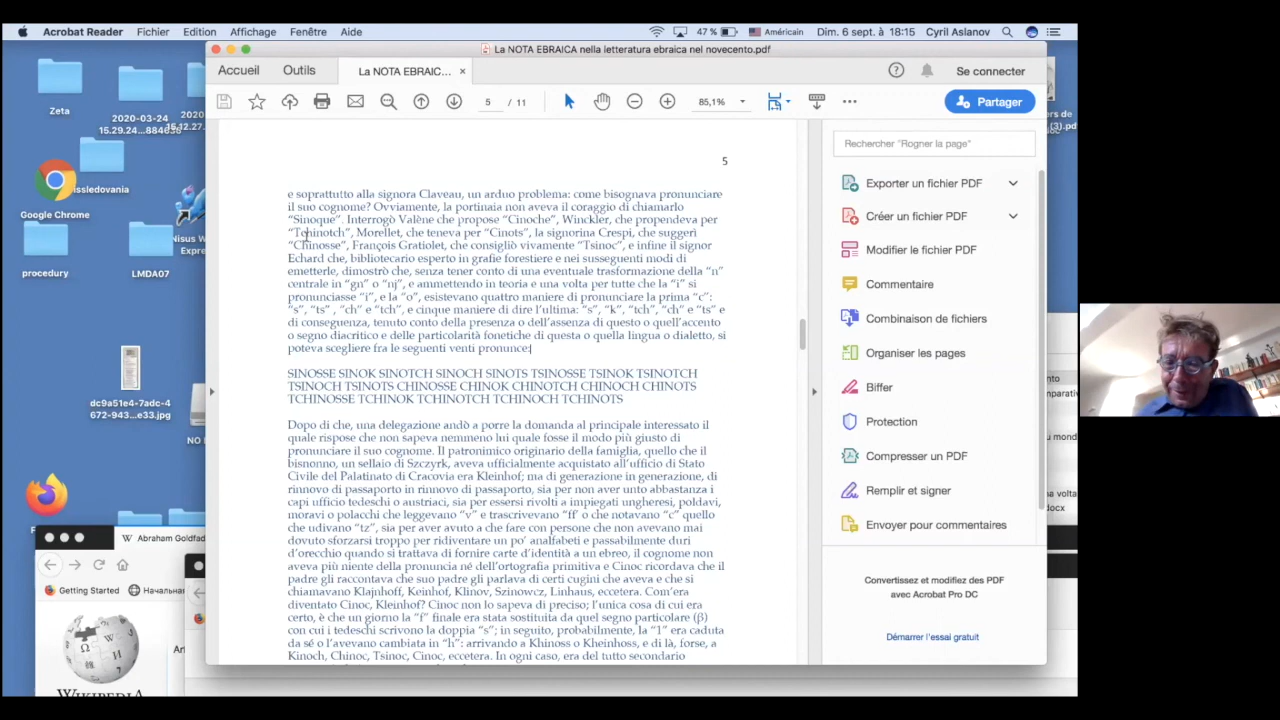 Acrobat Reader Fichier Edition Affichage Fenêtre Aide
47 % Américain Dim. 6 sept. à 18:15 Cyril Aslanov
La NOTA EBRAICA nella letteratura ebraica nel novecento.pdf
Accueil Outils La NOTA EBRAIC... × Se connecter
5 / 11 85,1% Partager
Zeta
2020-03-24
15.29.24...884636
Google Chrome
issledovania
procedury
LMDA07
Nisus W
Expre
dc9a51e4-7adc-4
672-943...e33.jpg
5
e soprattutto alla signora Claveau, un arduo problema: come bisognava pronunciare
il suo cognome? Ovviamente, la portinaia non aveva il coraggio di chiamarlo
“Sinoque”. Interrogò Valène che propose “Cinoche”, Winckler, che propendeva per
“Tchinotch”, Morellet, che teneva per “Cinots”, la signorina Crespi, che suggerì
“Chinosse”, François Gratiolet, che consigliò vivamente “Tsinoc”, e infine il signor
Echard che, bibliotecario esperto in grafie forestiere e nei susseguenti modi di
emetterle, dimostrò che, senza tener conto di una eventuale trasformazione della “n”
centrale in “gn” o “nj”, e ammettendo in teoria e una volta per tutte che la “i” si
pronunciasse “i”, e la “o”, esistevano quattro maniere di pronunciare la prima “c”:
“s”, “ts” , “ch” e “tch”, e cinque maniere di dire l’ultima: “s”, “k”, “tch”, “ch” e “ts” e
di conseguenza, tenuto conto della presenza o dell’assenza di questo o quell’accento
o segno diacritico e delle particolarità fonetiche di questa o quella lingua o dialetto, si
poteva scegliere fra le seguenti venti pronunce:
SINOSSE SINOK SINOTCH SINOCH SINOTS TSINOSSE TSINOK TSINOTCH
TSINOCH TSINOTS CHINOSSE CHINOK CHINOTCH CHINOCH CHINOTS
TCHINOSSE TCHINOK TCHINOTCH TCHINOCH TCHINOTS
Dopo di che, una delegazione andò a porre la domanda al principale interessato il
quale rispose che non sapeva nemmeno lui quale fosse il modo più giusto di
pronunciare il suo cognome. Il patronimico originario della famiglia, quello che il
bisnonno, un sellaio di Szczyrk, aveva ufficialmente acquistato all’ufficio di Stato
Civile del Palatinato di Cracovia era Kleinhof; ma di generazione in generazione, di
rinnovo di passaporto in rinnovo di passaporto, sia per non aver unto abbastanza i
capi ufficio tedeschi o austriaci, sia per essersi rivolti a impiegati ungheresi, poldavi,
moravi o polacchi che leggevano “v” e trascrivevano “ff” o che notavano “c” quello
che udivano “tz”, sia per aver avuto a che fare con persone che non avevano mai
dovuto sforzarsi troppo per ridiventare un po’ analfabeti e passabilmente duri
d’orecchio quando si trattava di fornire carte d’identità a un ebreo, il cognome non
aveva più niente della pronuncia né dell’ortografia primitiva e Cinoc ricordava che il
padre gli raccontava che suo padre gli parlava di certi cugini che aveva e che si
chiamavano Klajnhoff, Keinhof, Klinov, Szinowcz, Linhaus, eccetera. Com’era
diventato Cinoc, Kleinhof? Cinoc non lo sapeva di preciso; l’unica cosa di cui era
certo, è che un giorno la “f” finale era stata sostituita da quel segno particolare (β)
con cui i tedeschi scrivono la doppia “s”; in seguito, probabilmente, la “1” era caduta
da sé o l’avevano cambiata in “h”: arrivando a Khinoss o Kheinhoss, e di là, forse, a
Kinoch, Chinoc, Tsinoc, Cinoc, eccetera. In ogni caso, era del tutto secondario
Rechercher "Rogner la page"
Exporter un fichier PDF
Créer un fichier PDF
Modifier le fichier PDF
Commentaire
Combinaison de fichiers
Organiser les pages
Biffer
Protection
Compresser un PDF
Remplir et signer
Envoyer pour commentaires
Convertissez et modifiez des PDF
avec Acrobat Pro DC
Démarrer l'essai gratuit
Abraham Goldfad
Getting Started
WIKIPEDIA